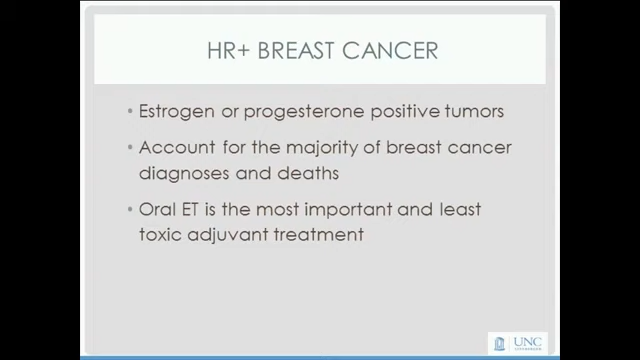 HR+ BREAST CANCER
• Estrogen or progesterone positive tumors
• Account for the majority of breast cancer
diagnoses and deaths
• Oral ET is the most important and least
toxic adjuvant treatment
UNC